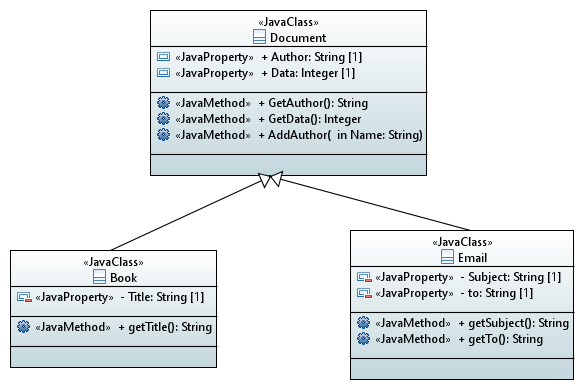 «JavaClass»
Document
«JavaProperty» + Author: String [1]
«JavaProperty» + Data: Integer [1]
«JavaMethod» + GetAuthor(): String
«JavaMethod» + GetData(): Integer
«JavaMethod» + AddAuthor( in Name: String)
«JavaClass»
Book
«JavaProperty» - Title: String [1]
«JavaMethod» + getTitle(): String
«JavaClass»
Email
«JavaProperty» - Subject: String [1]
«JavaProperty» - to: String [1]
«JavaMethod» + getSubject(): String
«JavaMethod» + getTo(): String